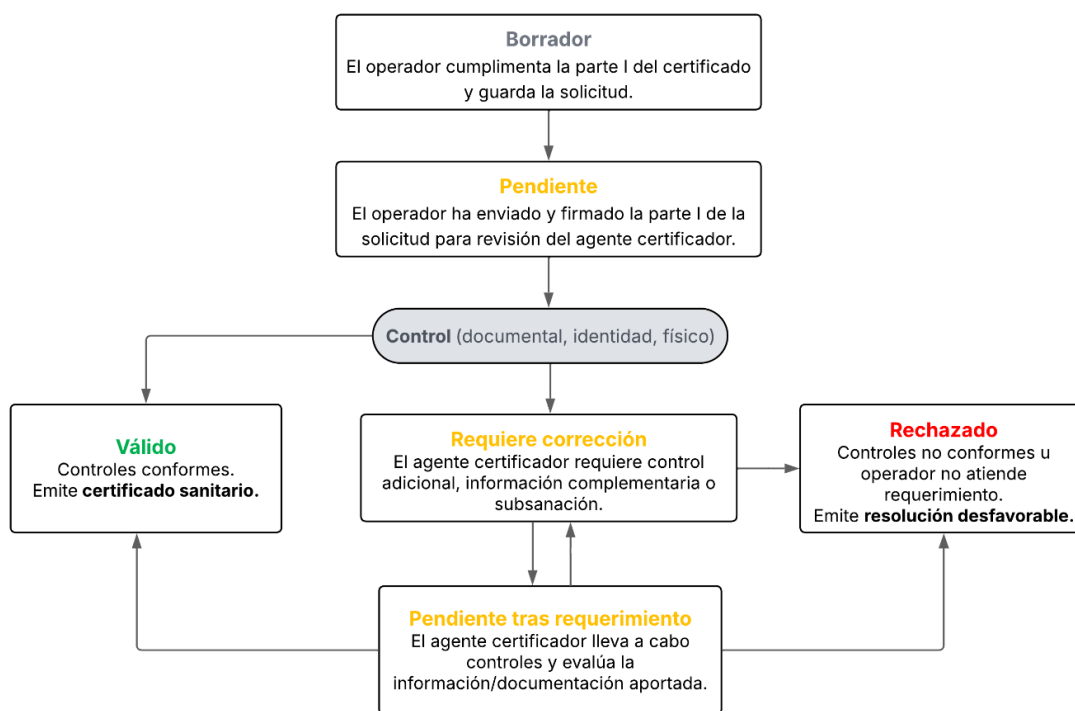 Borrador
El operador cumplimenta la parte I del certificado
y guarda la solicitud.
Pendiente
El operador ha enviado y firmado la parte I de la
solicitud para revisión del agente certificador.
Control (documental, identidad, físico)
Válido
Controles conformes.
Emite certificado sanitario.
Requiere corrección
El agente certificador requiere control
adicional, información complementaria o
subsanación.
Rechazado
Controles no conformes u
operador no atiende
requerimiento.
Emite resolución desfavorable.
Pendiente tras requerimiento
El agente certificador lleva a cabo
controles y evalúa la
información/documentación aportada.